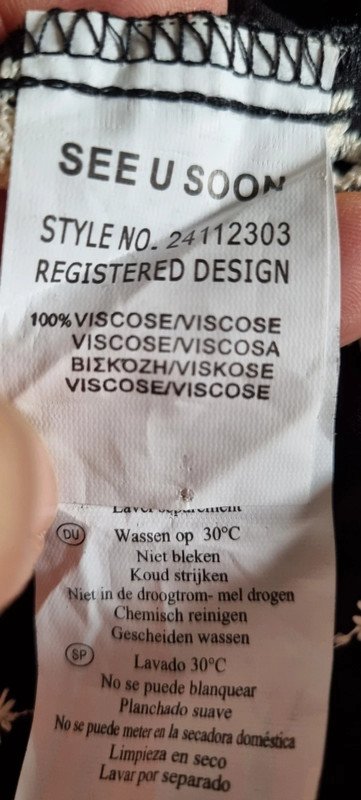 SEE U SOON
STYLE NO. 24112303
REGISTERED DESIGN
100% VISCOSE/VISCOSE
VISCOSE/VISCOSA
ΒΙΣΚΟΖΗ/VISKOSE
VISCOSE/VISCOSE
Laver séparément
DU Wassen op 30°C
Niet bleken
Koud strijken
Niet in de droogtrom- mel drogen
Chemisch reinigen
Gescheiden wassen
SP Lavado 30°C
No se puede blanquear
Planchado suave
No se puede meter en la secadora doméstica
Limpieza en seco
Lavar por separado